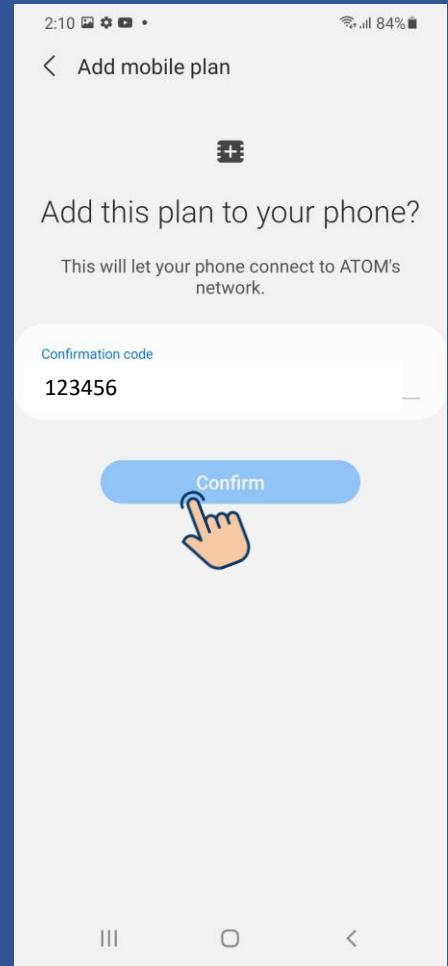 2:10 84%
Add mobile plan
Add this plan to your phone?
This will let your phone connect to ATOM's
network.
Confirmation code
123456
Confirm